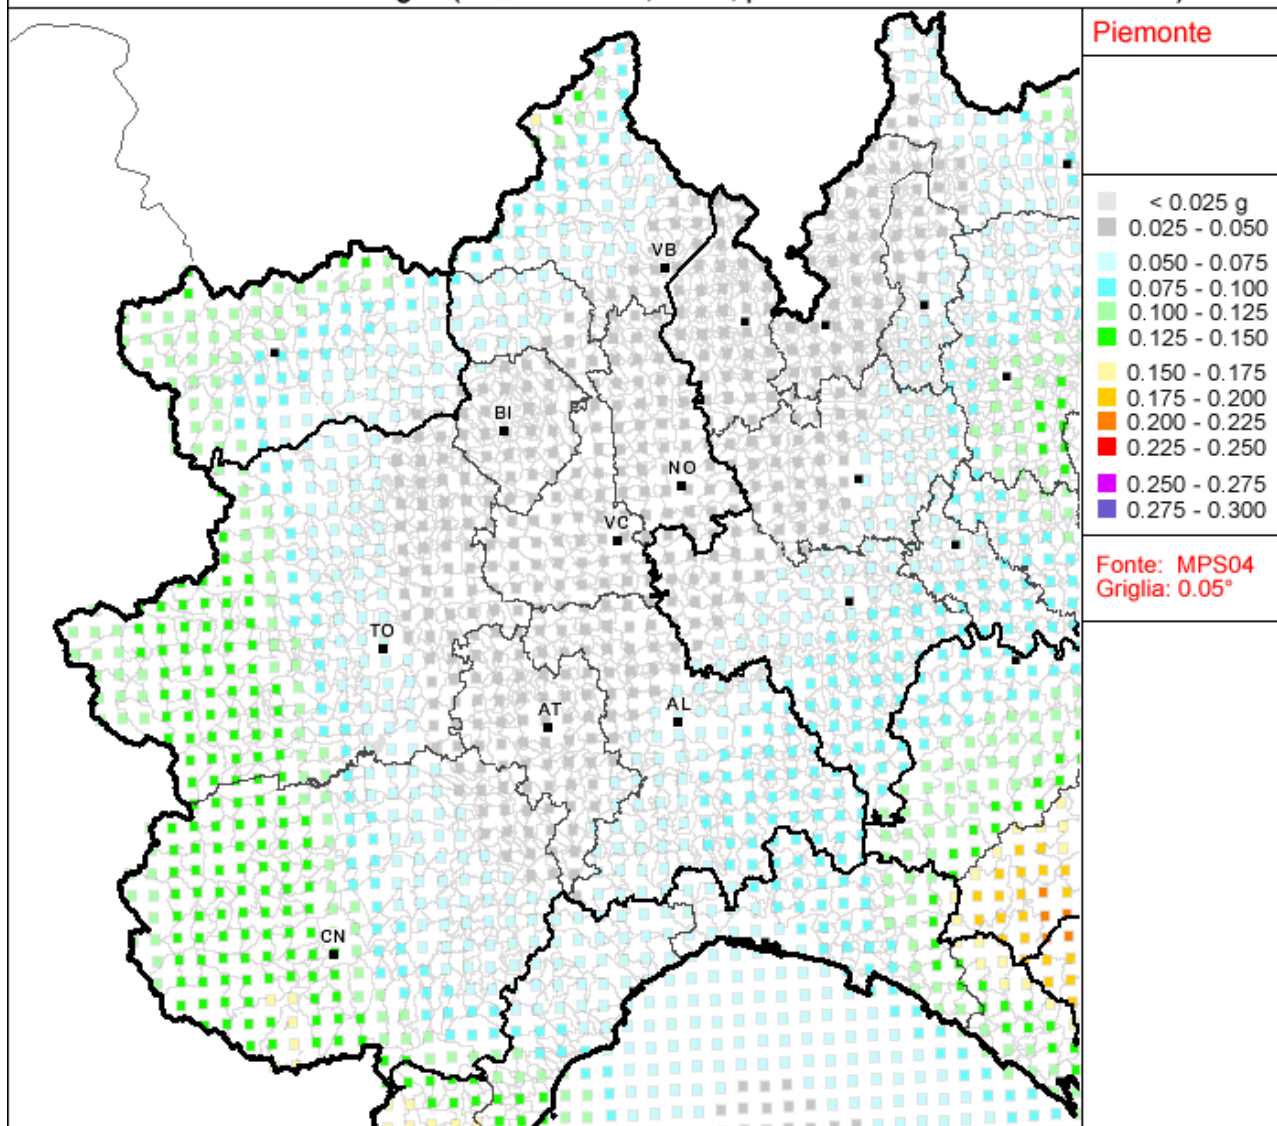 Piemonte
< 0.025 g
0.025 - 0.050
0.050 - 0.075
0.075 - 0.100
0.100 - 0.125
0.125 - 0.150
0.150 - 0.175
0.175 - 0.200
0.200 - 0.225
0.225 - 0.250
0.250 - 0.275
0.275 - 0.300
Fonte: MPS04
Griglia: 0.05°
VB
BI
NO
VC
TO
AT
AL
CN